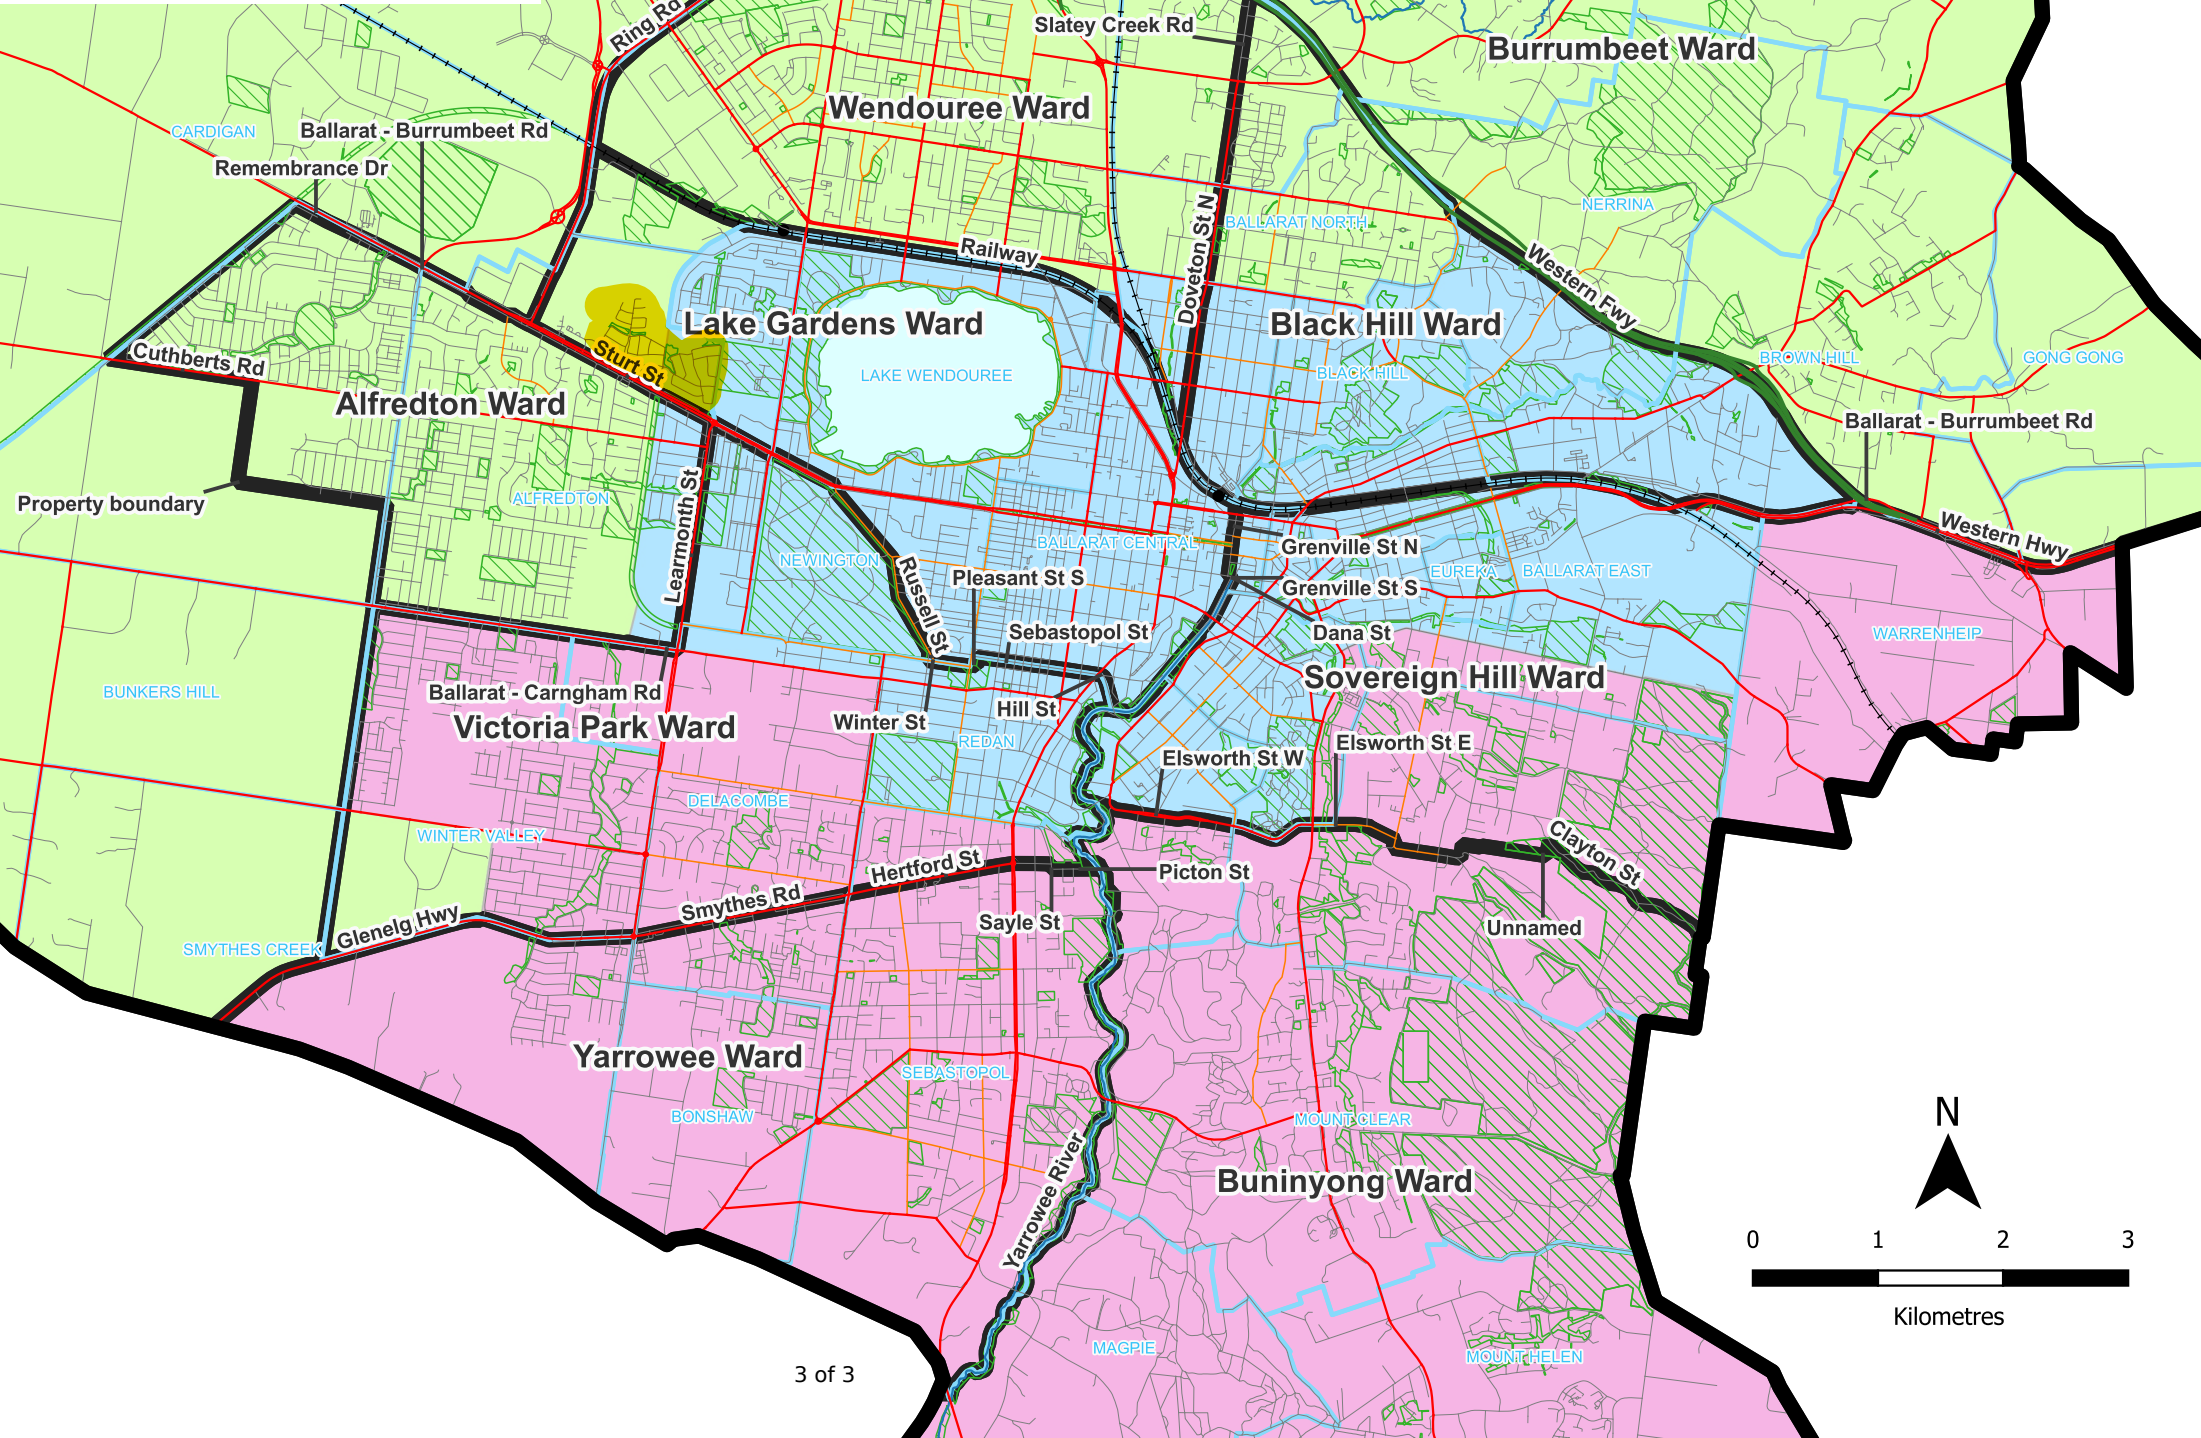 Ring Rd
Slatey Creek Rd
Burrumbeet Ward
Wendouree Ward
CARDIGAN
Ballarat - Burrumbeet Rd
Remembrance Dr
NERRINA
BALLARAT NORTH
Doveton St N
Railway
Western Fwy
Lake Gardens Ward
Black Hill Ward
Cuthberts Rd
Sturt St
LAKE WENDOUREE
BLACK HILL
BROWN HILL
GONG GONG
Alfredton Ward
Ballarat - Burrumbeet Rd
Property boundary
ALFREDTON
Learmonth St
NEWINGTON
BALLARAT CENTRAL
Grenville St N
Western Hwy
Russell St
Pleasant St S
EUREKA
BALLARAT EAST
Grenville St S
Sebastopol St
Dana St
WARRENHEIP
BUNKERS HILL
Ballarat - Carngham Rd
Sovereign Hill Ward
Victoria Park Ward
Winter St
Hill St
REDAN
Elsworth St E
Elsworth St W
DELACOMBE
WINTER VALLEY
Clayton St
Hertford St
Picton St
Smythes Rd
Glenelg Hwy
Sayle St
Unnamed
SMYTHES CREEK
Yarrowee Ward
SEBASTOPOL
BONSHAW
MOUNT CLEAR
N
Yarrowee River
Buninyong Ward
0 1 2 3
Kilometres
MAGPIE
MOUNT HELEN
3 of 3